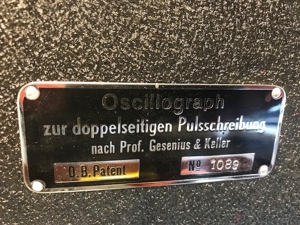 Oscillograph
zur doppelseitigen Pulsschreibung
nach Prof. Gesenius & Keller
D.B.Patent No 1089